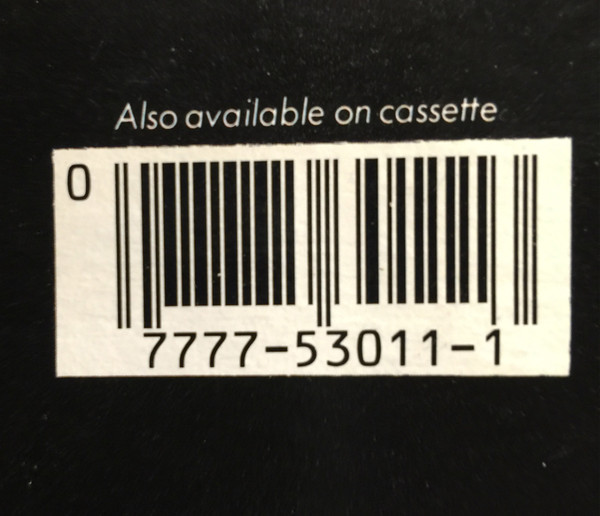 Also available on cassette
0
7777-53011-1